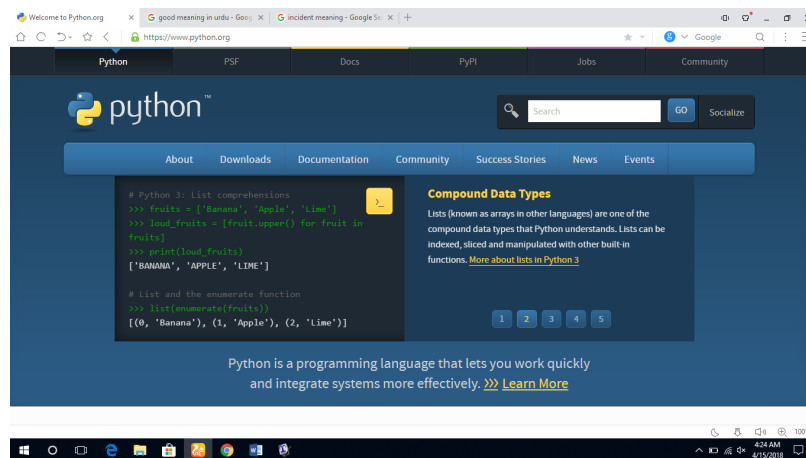 Welcome to Python.org
good meaning in urdu - Goog
incident meaning - Google Se
https://www.python.org
Google
Python PSF Docs PyPI Jobs Community
python™
Search GO Socialize
About Downloads Documentation Community Success Stories News Events
# Python 3: List comprehensions
>>> fruits = ['Banana', 'Apple', 'Lime']
>>> loud_fruits = [fruit.upper() for fruit in
fruits]
>>> print(loud_fruits)
['BANANA', 'APPLE', 'LIME']
# List and the enumerate function
>>> list(enumerate(fruits))
[(0, 'Banana'), (1, 'Apple'), (2, 'Lime')]
>_
Compound Data Types
Lists (known as arrays in other languages) are one of the
compound data types that Python understands. Lists can be
indexed, sliced and manipulated with other built-in
functions. More about lists in Python 3
1 2 3 4 5
Python is a programming language that lets you work quickly
and integrate systems more effectively. >>> Learn More
100
4:24 AM
4/15/2018